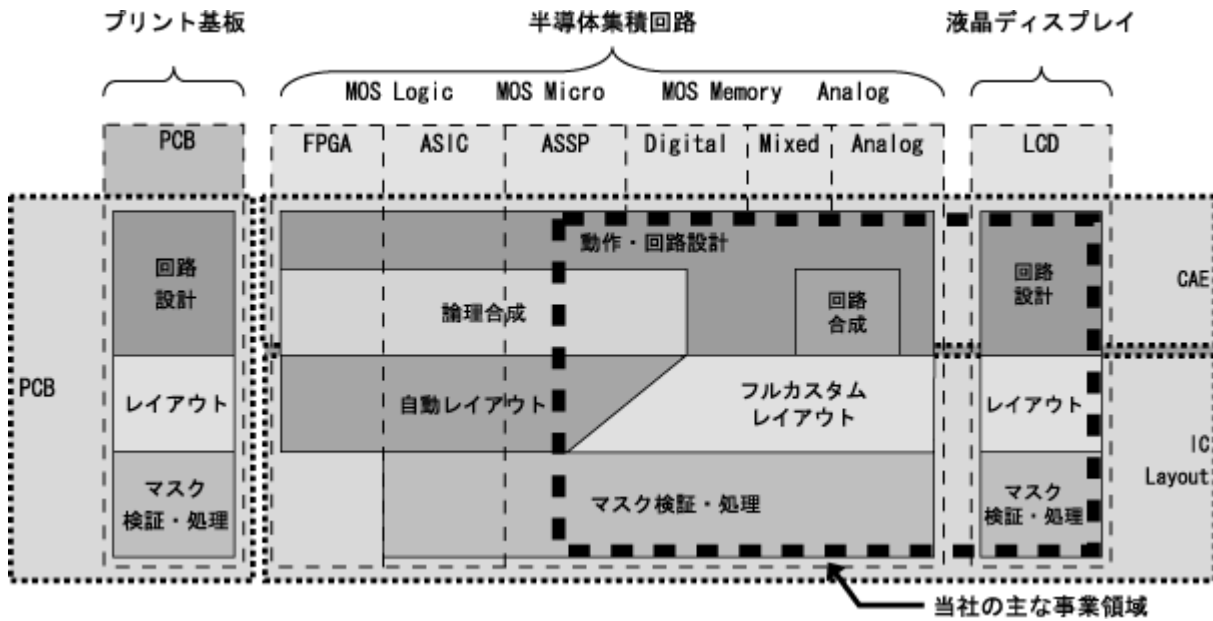 プリント基板
半導体集積回路
液晶ディスプレイ
MOS Logic MOS Micro MOS Memory Analog
PCB FPGA ASIC ASSP Digital Mixed Analog LCD
動作・回路設計
回路
設計
回路
設計
CAE
論理合成
回路
合成
PCB
レイアウト
自動レイアウト
フルカスタム
レイアウト
レイアウト
IC
Layout
マスク
検証・処理
マスク検証・処理
マスク
検証・処理
当社の主な事業領域